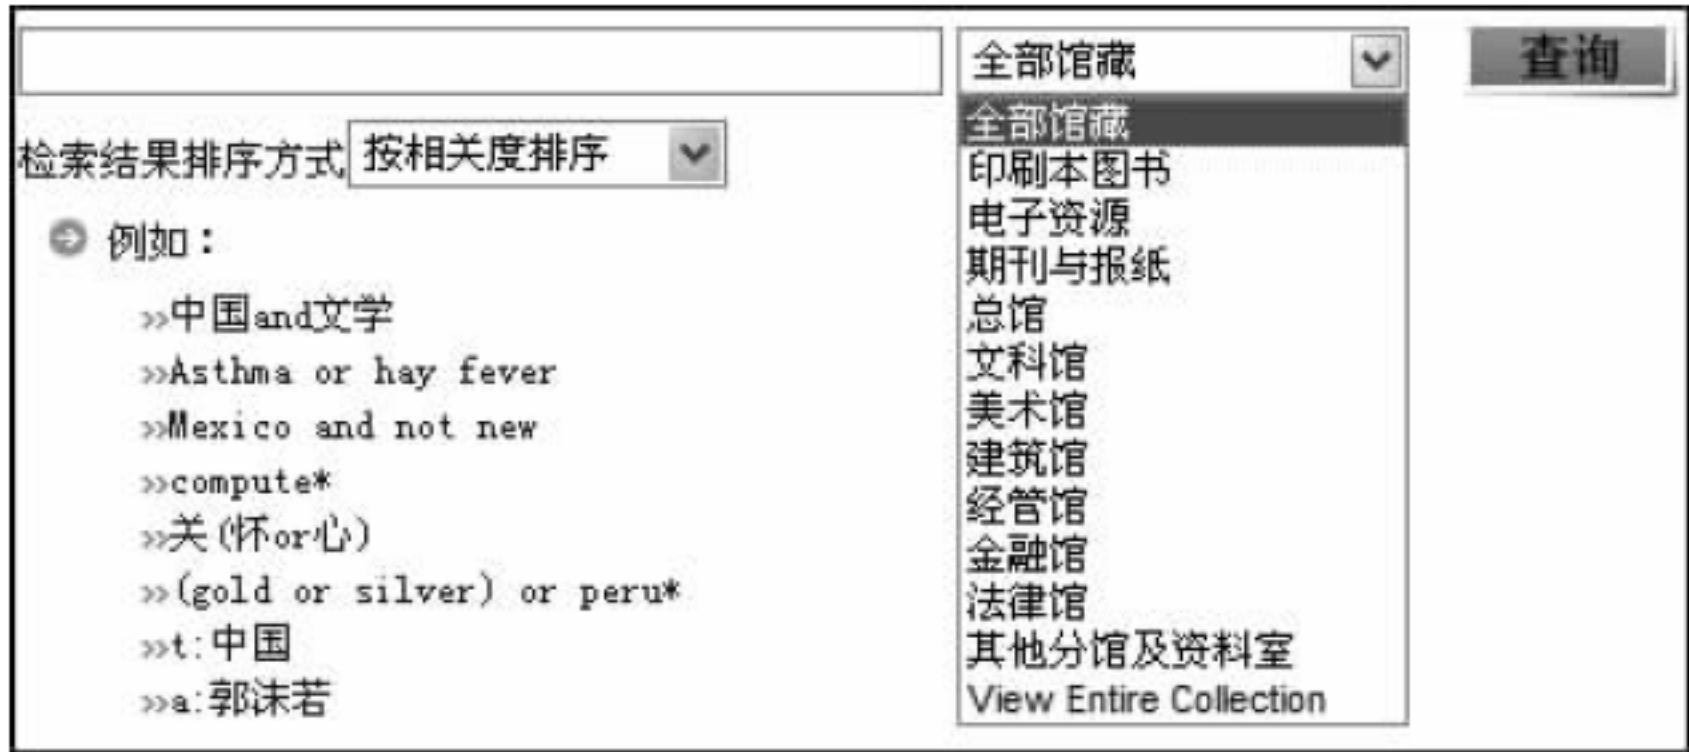 全部馆藏
查询
检索结果排序方式 按相关度排序
例如：
»中国and文学
»Asthma or hay fever
»Mexico and not new
»compute*
»关(怀or心)
»(gold or silver) or peru*
»t:中国
»a:郭沫若
全部馆藏
印刷本图书
电子资源
期刊与报纸
总馆
文科馆
美术馆
建筑馆
经管馆
金融馆
法律馆
其他分馆及资料室
View Entire Collection